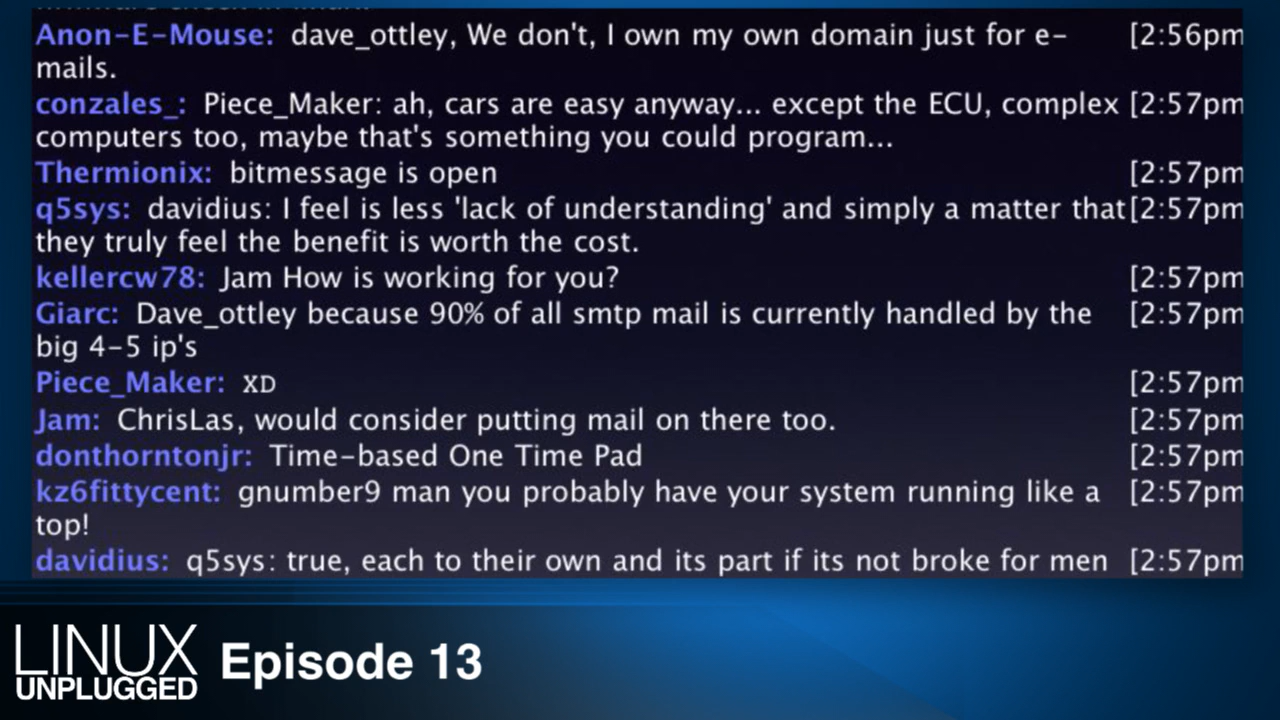 Anon-E-Mouse: dave_ottley, We don't, I own my own domain just for e- [2:56pm
mails.
conzales_: Piece_Maker: ah, cars are easy anyway... except the ECU, complex [2:57pm
computers too, maybe that's something you could program...
Thermionix: bitmessage is open [2:57pm
q5sys: davidius: I feel is less 'lack of understanding' and simply a matter that [2:57pm
they truly feel the benefit is worth the cost.
kellercw78: Jam How is working for you? [2:57pm
Giarc: Dave_ottley because 90% of all smtp mail is currently handled by the [2:57pm
big 4-5 ip's
Piece_Maker: XD [2:57pm
Jam: ChrisLas, would consider putting mail on there too. [2:57pm
donthorntonjr: Time-based One Time Pad [2:57pm
kz6fittycent: gnumber9 man you probably have your system running like a [2:57pm
top!
davidius: q5sys: true, each to their own and its part if its not broke for men [2:57pm
LINUX
UNPLUGGED
Episode 13